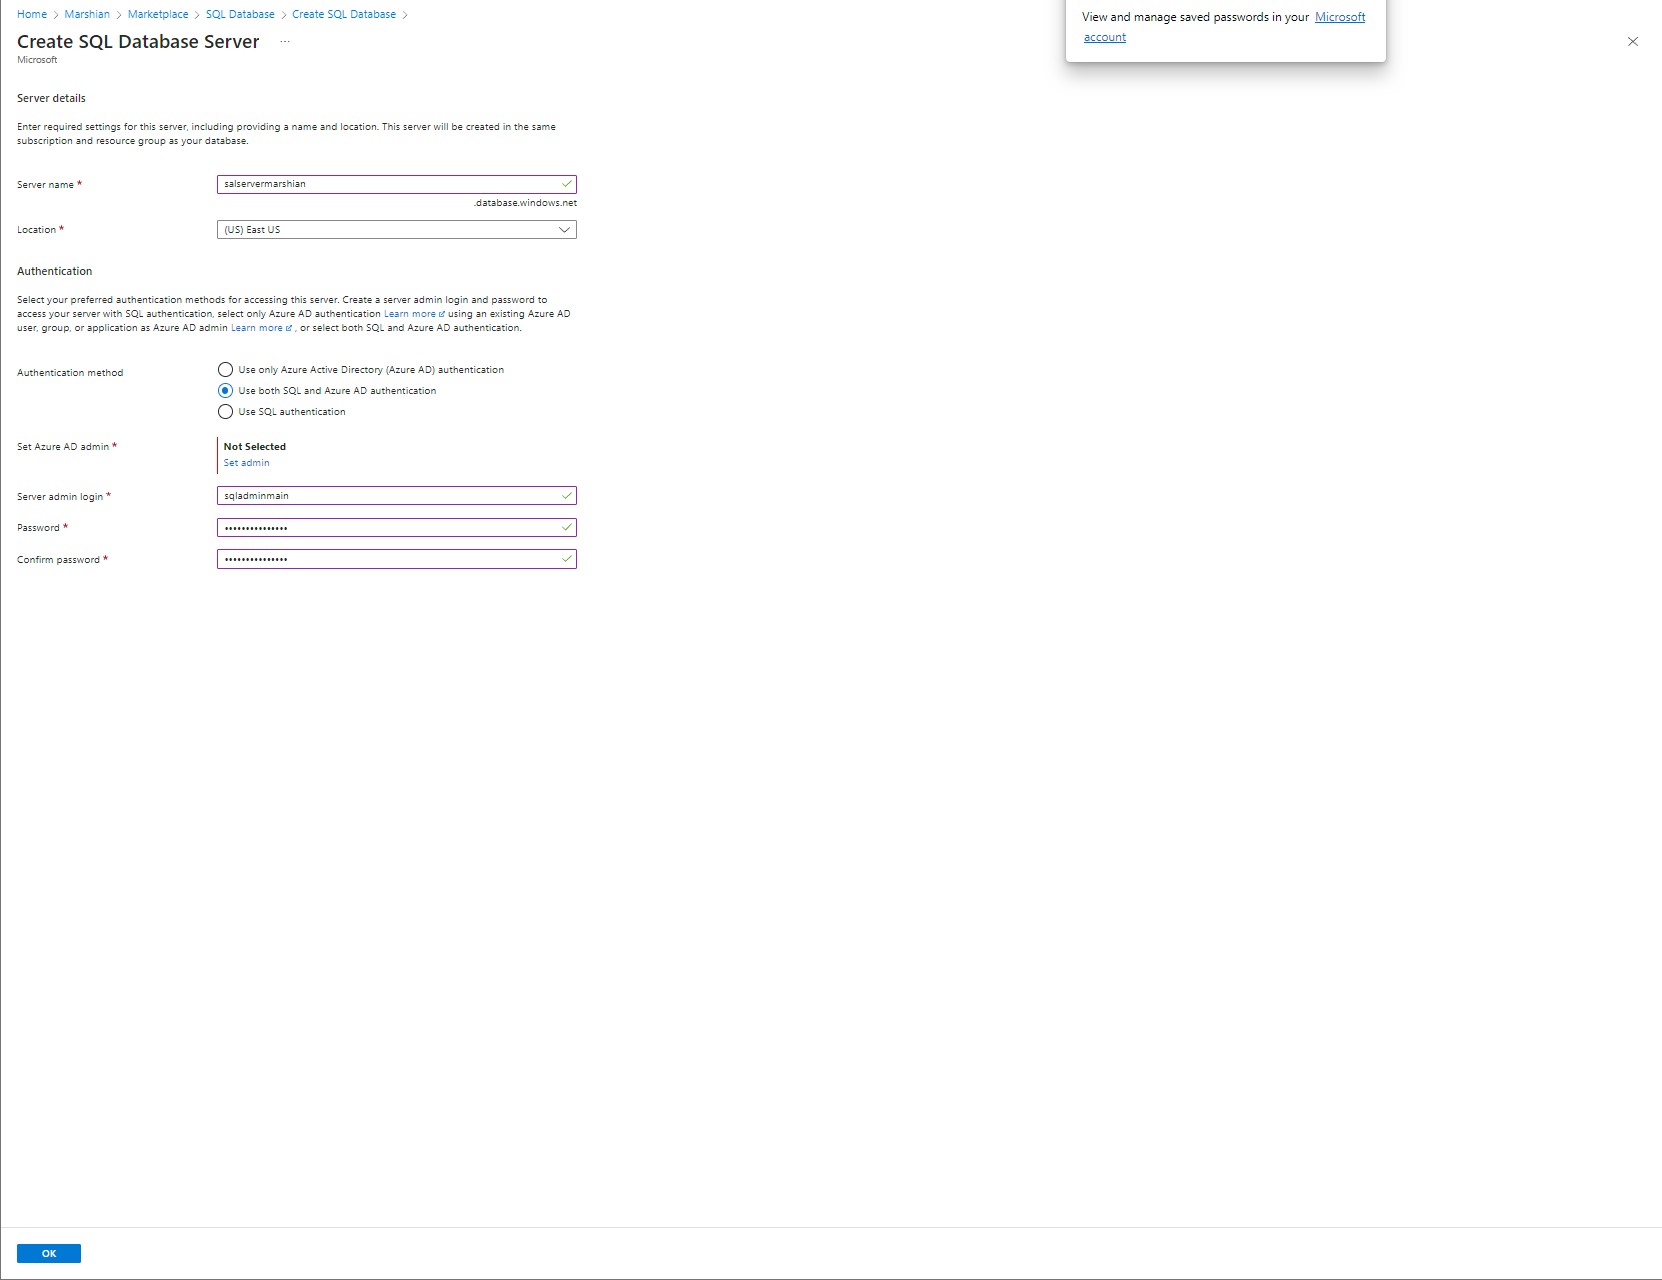 Home > Marshian > Marketplace > SQL Database > Create SQL Database >
View and manage saved passwords in your Microsoft
account
Create SQL Database Server ...
Microsoft
Server details
Enter required settings for this server, including providing a name and location. This server will be created in the same
subscription and resource group as your database.
Server name *
salservermarshian
.database.windows.net
Location *
(US) East US
Authentication
Select your preferred authentication methods for accessing this server. Create a server admin login and password to
access your server with SQL authentication, select only Azure AD authentication Learn more using an existing Azure AD
user, group, or application as Azure AD admin Learn more , or select both SQL and Azure AD authentication.
Authentication method
Use only Azure Active Directory (Azure AD) authentication
Use both SQL and Azure AD authentication
Use SQL authentication
Set Azure AD admin *
Not Selected
Set admin
Server admin login *
sqladminmain
Password *
•••••••••••••••
Confirm password *
•••••••••••••••
OK